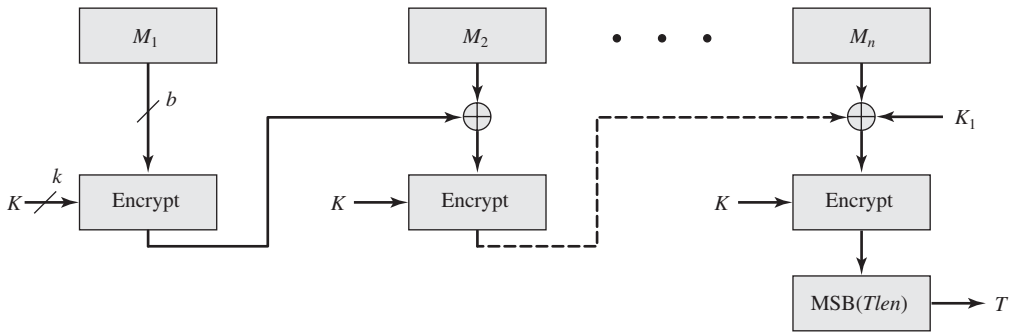 M₁
M₂
Mₙ
b
K₁
k
K
Encrypt
K
Encrypt
K
Encrypt
MSB(Tlen)
T